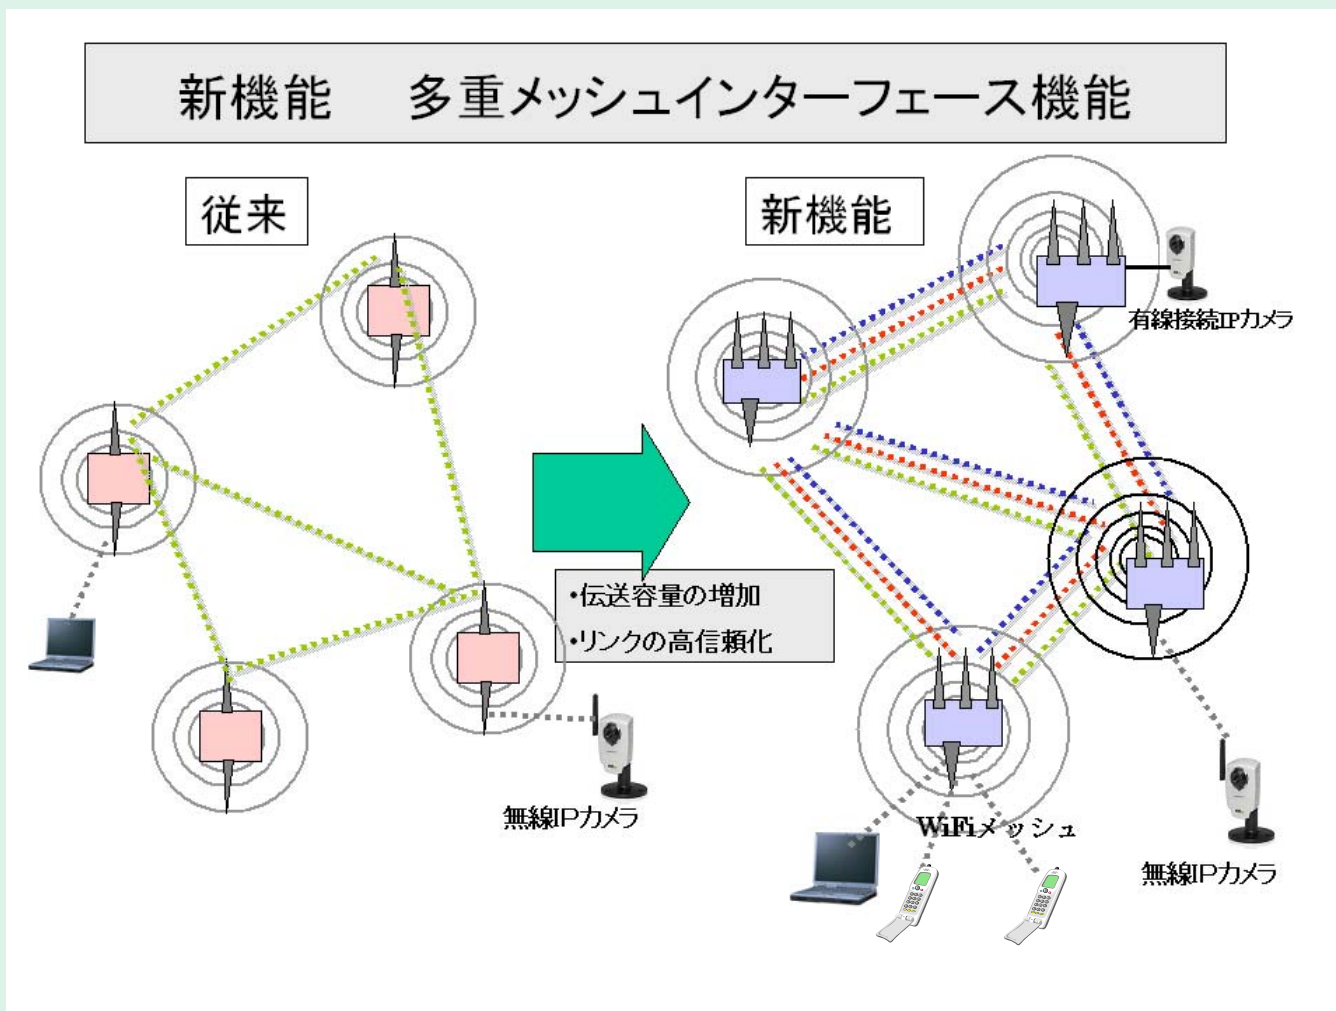 新機能　多重メッシュインターフェース機能
従来
新機能
有線接続IPカメラ
・伝送容量の増加
・リンクの高信頼化
無線IPカメラ
WiFiメッシュ
無線IPカメラ